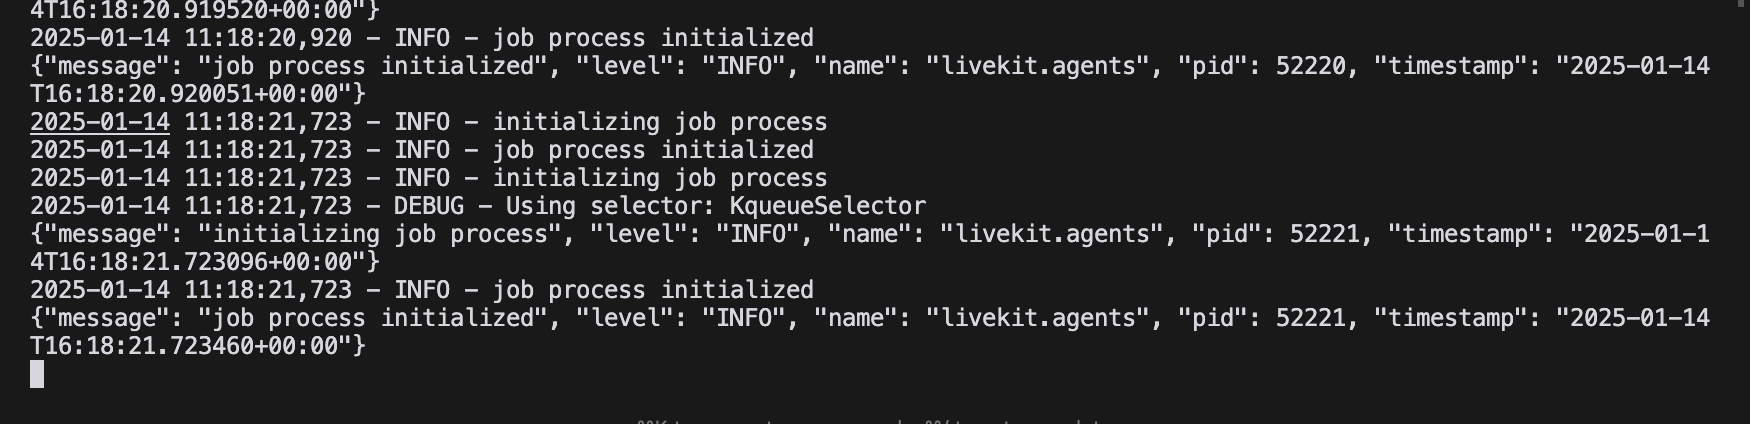 4T16:18:20.919520+00:00"}
2025-01-14 11:18:20,920 - INFO - job process initialized
{"message": "job process initialized", "level": "INFO", "name": "livekit.agents", "pid": 52220, "timestamp": "2025-01-14
T16:18:20.920051+00:00"}
2025-01-14 11:18:21,723 - INFO - initializing job process
2025-01-14 11:18:21,723 - INFO - job process initialized
2025-01-14 11:18:21,723 - INFO - initializing job process
2025-01-14 11:18:21,723 - DEBUG - Using selector: KqueueSelector
{"message": "initializing job process", "level": "INFO", "name": "livekit.agents", "pid": 52221, "timestamp": "2025-01-1
4T16:18:21.723096+00:00"}
2025-01-14 11:18:21,723 - INFO - job process initialized
{"message": "job process initialized", "level": "INFO", "name": "livekit.agents", "pid": 52221, "timestamp": "2025-01-14
T16:18:21.723460+00:00"}